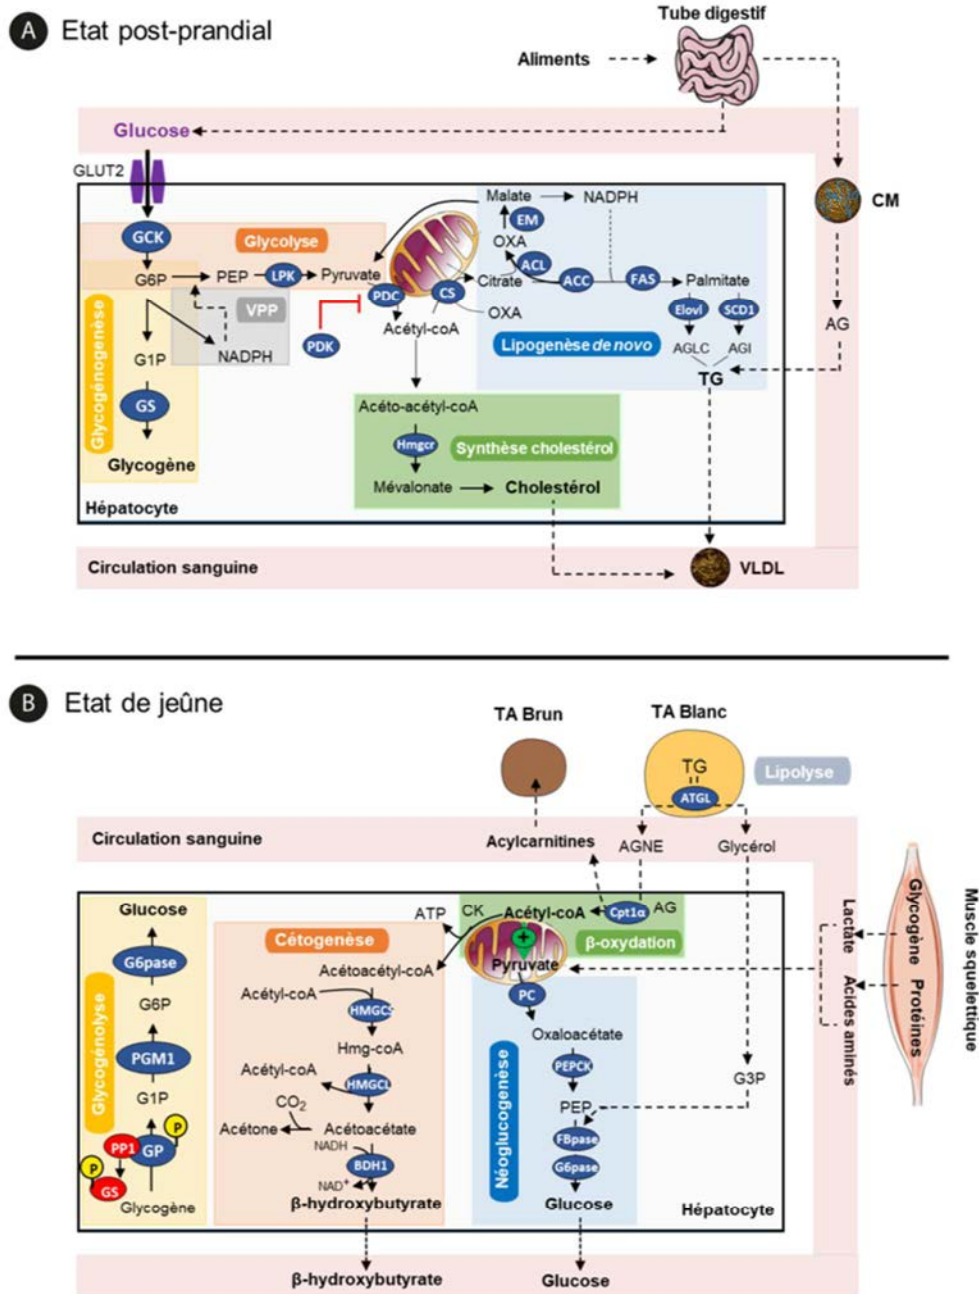 A Etat post-prandial
Tube digestif
Aliments
Glucose
GLUT2
CM
Malate
NADPH
EM
OXA
GCK
Glycolyse
ACL
G6P
PEP
LPK
Pyruvate
PDC
CS
Citrate
ACC
FAS
Palmitate
VPP
OXA
Elovl
SCD1
PDK
Acétyl-coA
AG
NADPH
Lipogenèse de novo
AGLC
AGI
G1P
TG
Glycogénogenèse
GS
Acéto-acétyl-coA
Hmgcr
Synthèse cholestérol
Glycogène
Mévalonate
Cholestérol
Hépatocyte
Circulation sanguine
VLDL
B Etat de jeûne
TA Brun
TA Blanc
TG
Lipolyse
ATGL
Circulation sanguine
Acylcarnitines
AGNE
Glycérol
Glucose
ATP
CK
Acétyl-coA
Cpt1α
AG
Cétogenèse
+
β-oxydation
G6pase
Acétoacétyl-coA
Pyruvate
Lactate
Acides aminés
Glycogène
Protéines
Muscle squelettique
Acétyl-coA
PC
G6P
HMGCS
Oxaloacétate
Glycogénolyse
PGM1
Hmg-coA
Néoglucogenèse
PEPCK
Acétyl-coA
HMGCL
G3P
G1P
CO2
PEP
Acétone
Acétoacétate
P
PP1
GP
NADH
FBpase
P
BDH1
G6pase
GS
NAD+
Glycogène
β-hydroxybutyrate
Glucose
Hépatocyte
β-hydroxybutyrate
Glucose